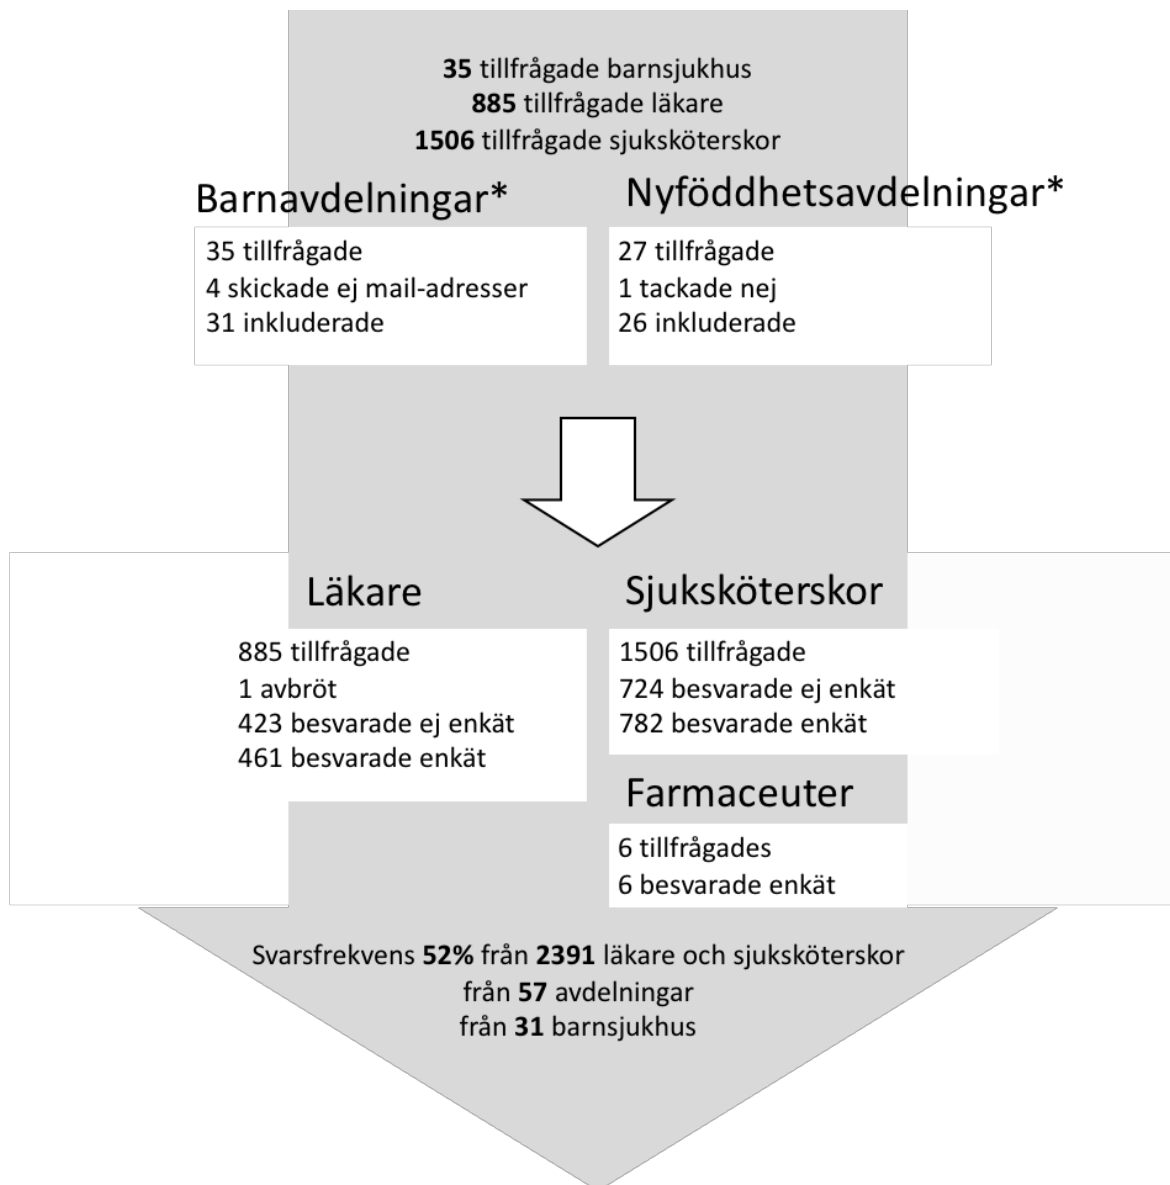 35 tillfrågade barnsjukhus
885 tillfrågade läkare
1506 tillfrågade sjuksköterskor
Barnavdelningar*
35 tillfrågade
4 skickade ej mail-adresser
31 inkluderade
Nyföddhetsavdelningar*
27 tillfrågade
1 tackade nej
26 inkluderade
Läkare
885 tillfrågade
1 avbröt
423 besvarade ej enkät
461 besvarade enkät
Sjuksköterskor
1506 tillfrågade
724 besvarade ej enkät
782 besvarade enkät
Farmaceuter
6 tillfrågades
6 besvarade enkät
Svarsfrekvens 52% från 2391 läkare och sjuksköterskor
från 57 avdelningar
från 31 barnsjukhus